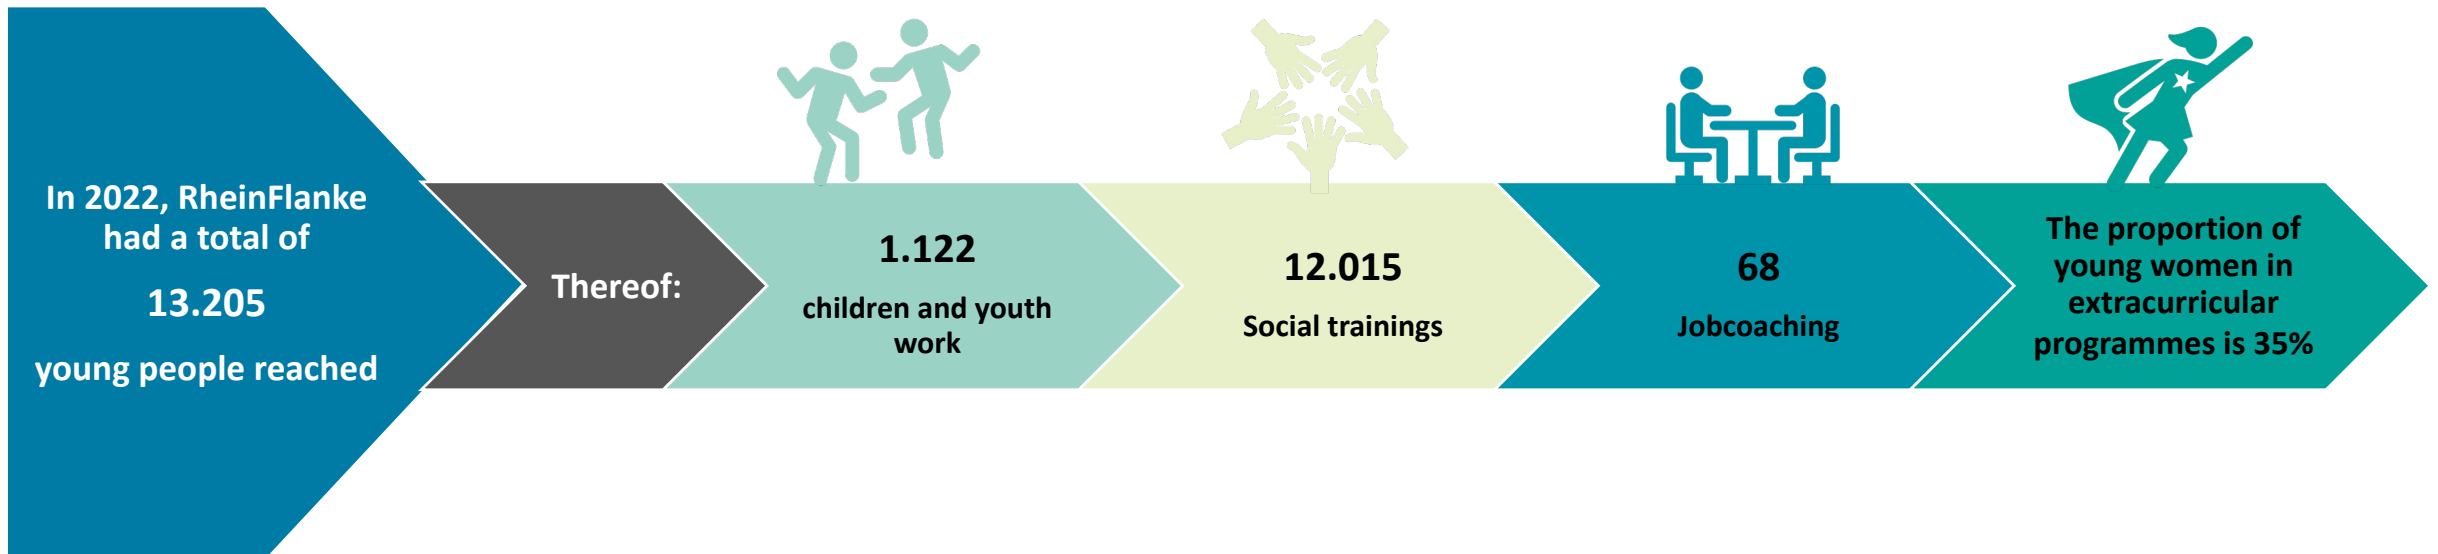 In 2022, RheinFlanke
had a total of
13.205
young people reached
Thereof:
1.122
children and youth
work
12.015
Social trainings
68
Jobcoaching
The proportion of
young women in
extracurricular
programmes is 35%